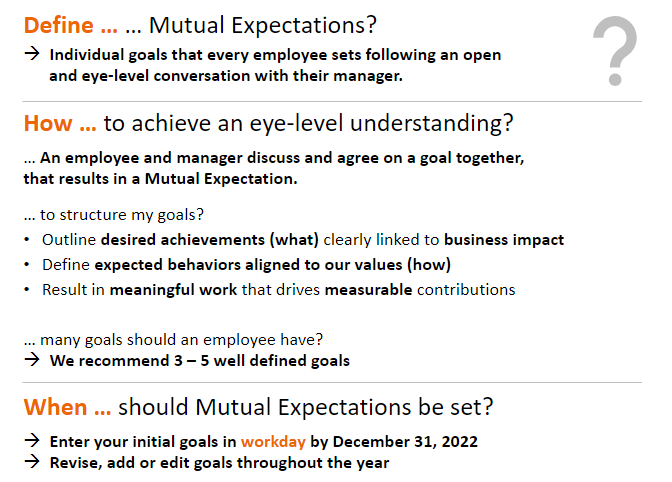 Define ... ... Mutual Expectations?
→ Individual goals that every employee sets following an open
and eye-level conversation with their manager.
?
How ... to achieve an eye-level understanding?
... An employee and manager discuss and agree on a goal together,
that results in a Mutual Expectation.
... to structure my goals?
• Outline desired achievements (what) clearly linked to business impact
• Define expected behaviors aligned to our values (how)
• Result in meaningful work that drives measurable contributions
... many goals should an employee have?
→ We recommend 3 – 5 well defined goals
When ... should Mutual Expectations be set?
→ Enter your initial goals in workday by December 31, 2022
→ Revise, add or edit goals throughout the year